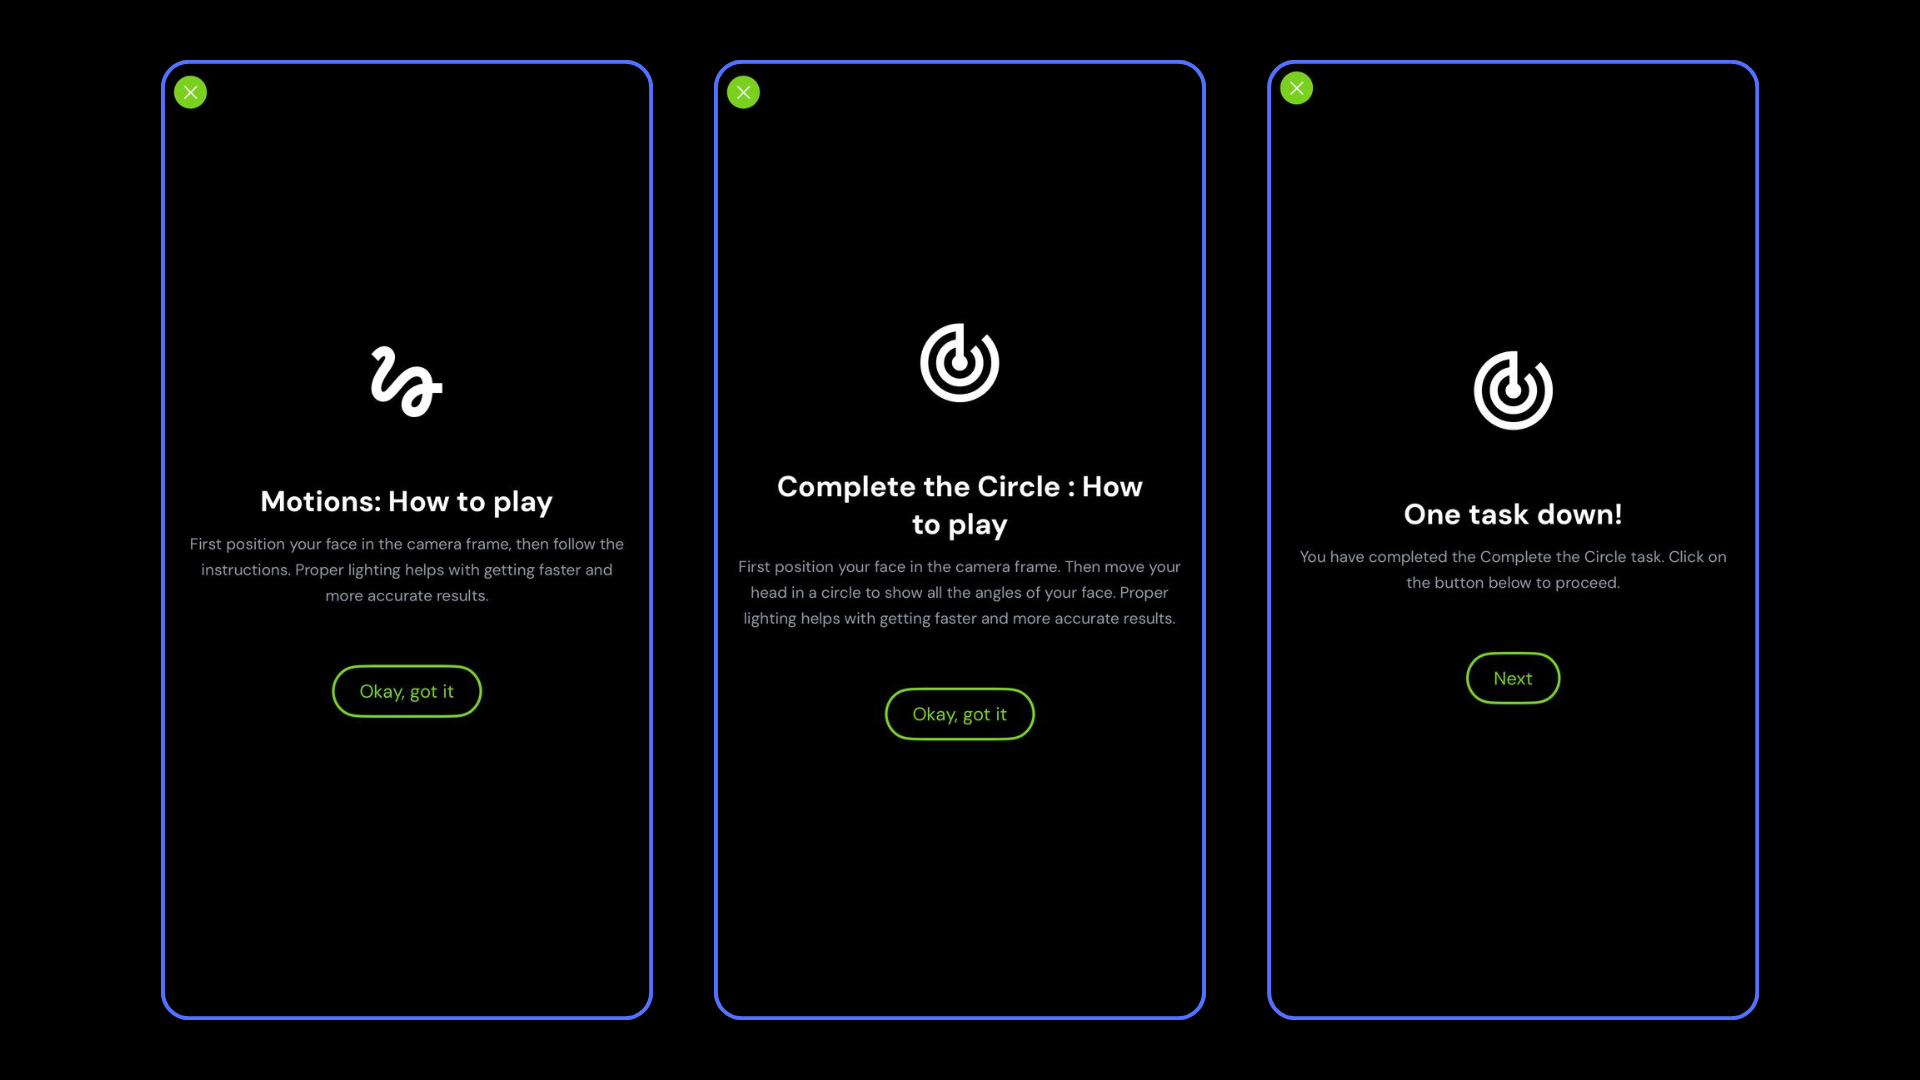 Motions: How to play
First position your face in the camera frame, then follow the
instructions. Proper lighting helps with getting faster and
more accurate results.
Okay, got it
Complete the Circle : How
to play
First position your face in the camera frame. Then move your
head in a circle to show all the angles of your face. Proper
lighting helps with getting faster and more accurate results.
Okay, got it
One task down!
You have completed the Complete the Circle task. Click on
the button below to proceed.
Next